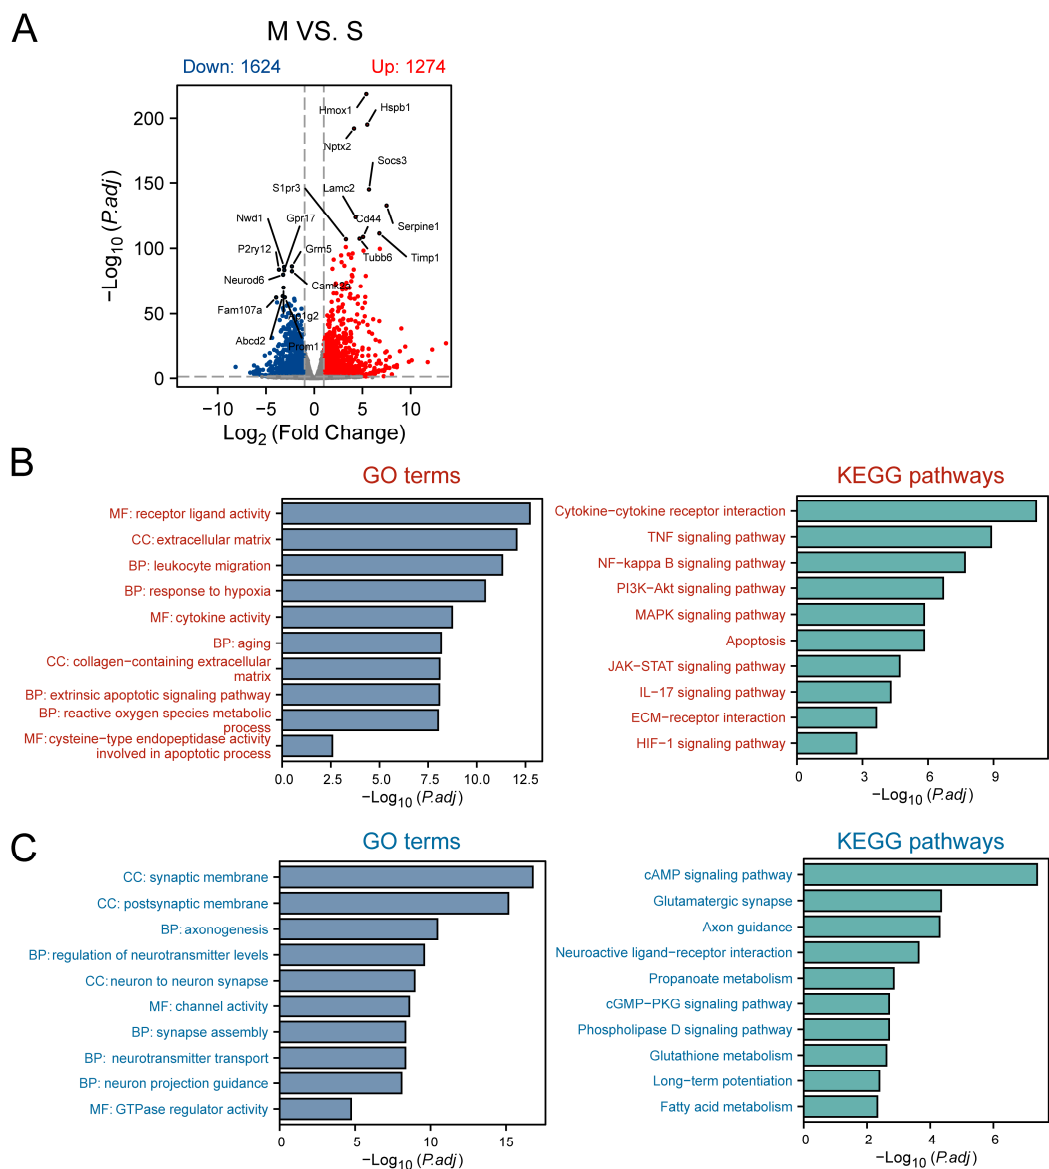 A
M VS. S
Down: 1624
Up: 1274
Hmox1
Hspb1
Nptx2
Socs3
S1pr3
Lamc2
Nwd1
Gpr17
Cd44
Serpine1
P2ry12
Grm5
Tubb6
Timp1
Neurod6
Camk2a
Fam107a
Ap1g2
Abcd2
Prom1
200
150
100
50
0
−Log10 (P.adj)
−10 −5 0 5 10
Log2 (Fold Change)
B
GO terms
MF: receptor ligand activity
CC: extracellular matrix
BP: leukocyte migration
BP: response to hypoxia
MF: cytokine activity
BP: aging
CC: collagen−containing extracellular
matrix
BP: extrinsic apoptotic signaling pathway
BP: reactive oxygen species metabolic
process
MF: cysteine−type endopeptidase activity
involved in apoptotic process
0.0 2.5 5.0 7.5 10.0 12.5
−Log10 (P.adj)
KEGG pathways
Cytokine−cytokine receptor interaction
TNF signaling pathway
NF−kappa B signaling pathway
PI3K−Akt signaling pathway
MAPK signaling pathway
Apoptosis
JAK−STAT signaling pathway
IL−17 signaling pathway
ECM−receptor interaction
HIF−1 signaling pathway
0 3 6 9
−Log10 (P.adj)
C
GO terms
CC: synaptic membrane
CC: postsynaptic membrane
BP: axonogenesis
BP: regulation of neurotransmitter levels
CC: neuron to neuron synapse
MF: channel activity
BP: synapse assembly
BP: neurotransmitter transport
BP: neuron projection guidance
MF: GTPase regulator activity
0 5 10 15
−Log10 (P.adj)
KEGG pathways
cAMP signaling pathway
Glutamatergic synapse
Axon guidance
Neuroactive ligand−receptor interaction
Propanoate metabolism
cGMP−PKG signaling pathway
Phospholipase D signaling pathway
Glutathione metabolism
Long−term potentiation
Fatty acid metabolism
0 2 4 6
−Log10 (P.adj)